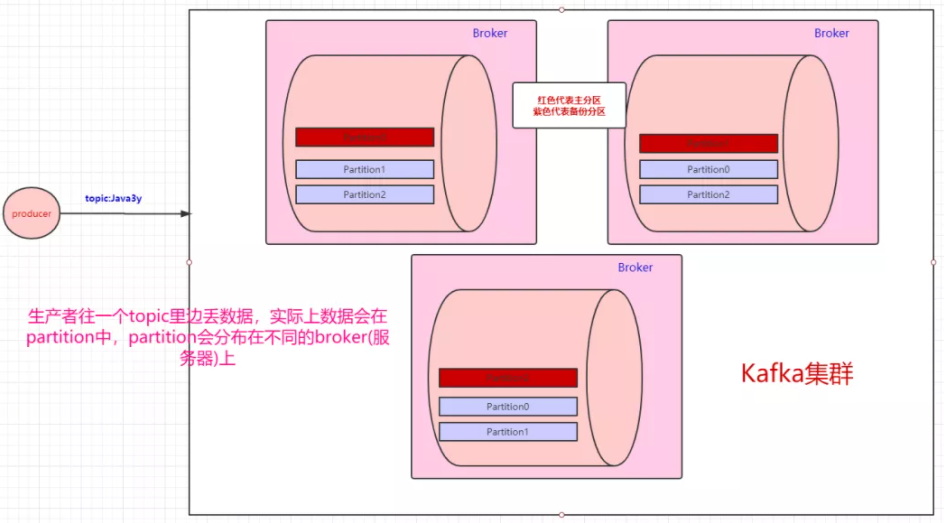 Broker
Broker
红色代表主分区
紫色代表备份分区
Partition1
Partition2
Partition0
Partition2
topic:Java3y
producer
Broker
生产者往一个topic里边丢数据，实际上数据会在
partition中，partition会分布在不同的broker(服
务器)上
Kafka集群
Partition0
Partition1